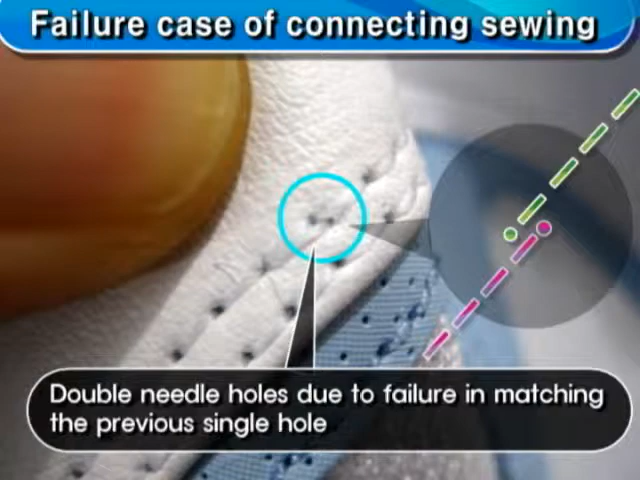 Failure case of connecting sewing
Double needle holes due to failure in matching
the previous single hole